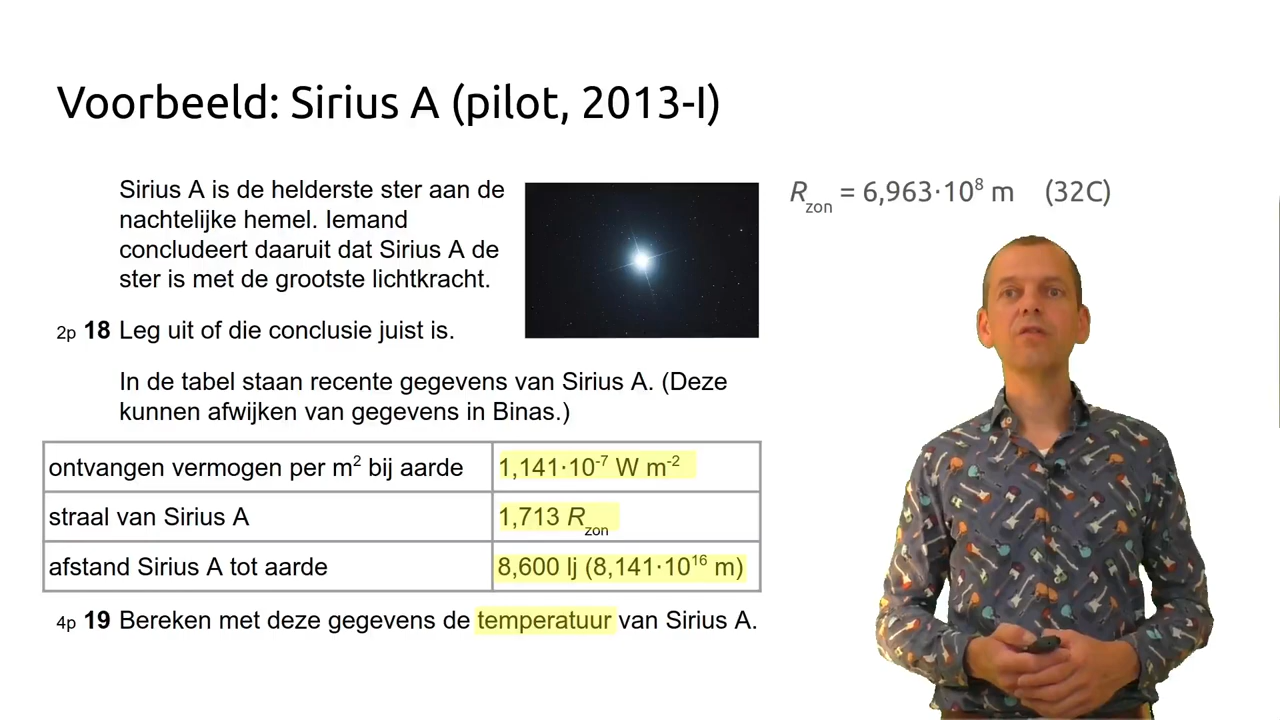 Voorbeeld: Sirius A (pilot, 2013-I)
Sirius A is de helderste ster aan de
nachtelijke hemel. Iemand
concludeert daaruit dat Sirius A de
ster is met de grootste lichtkracht.
2p 18 Leg uit of die conclusie juist is.
In de tabel staan recente gegevens van Sirius A. (Deze
kunnen afwijken van gegevens in Binas.)
ontvangen vermogen per m² bij aarde 1,141·10⁻⁷ W m⁻²
straal van Sirius A 1,713 R_zon
afstand Sirius A tot aarde 8,600 lj (8,141·10¹⁶ m)
4p 19 Bereken met deze gegevens de temperatuur van Sirius A.
R_zon = 6,963·10⁸ m (32C)